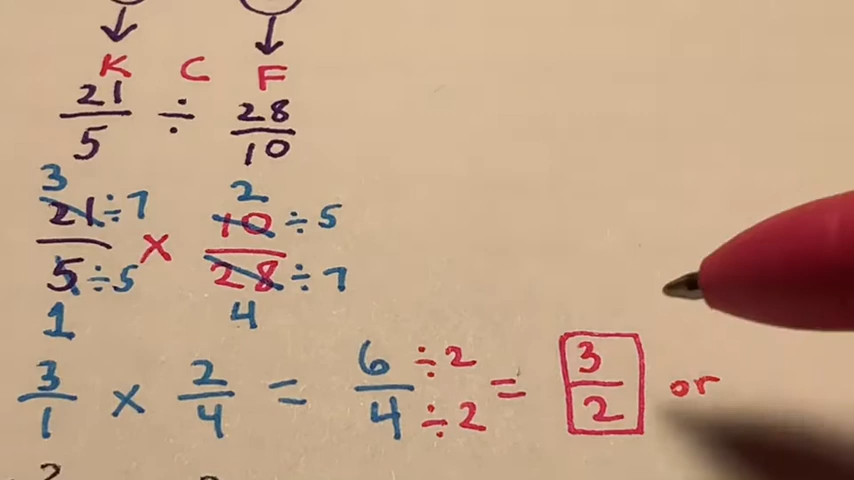 K C F
21/5 ÷ 28/10
3 2
21÷7 / 5÷5 × 10÷5 / 28÷7
1 4
3/1 × 2/4 = 6÷2 / 4÷2 = 3/2 or